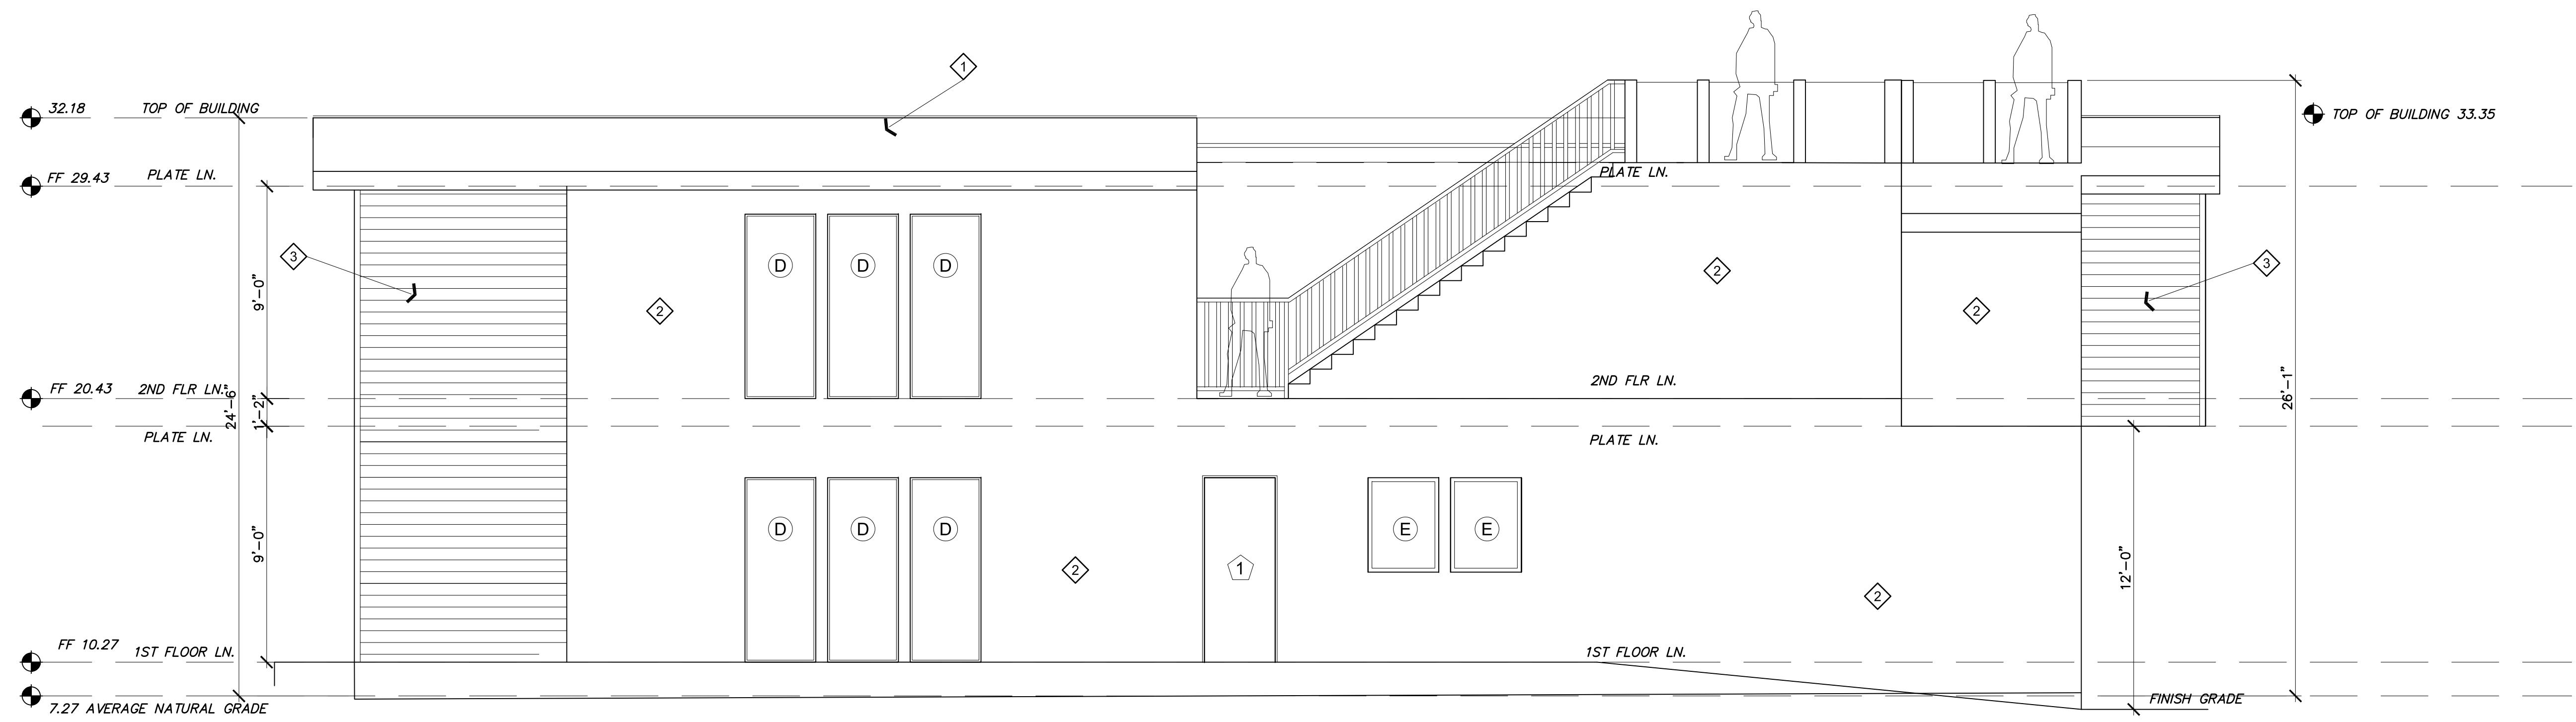 1
32.18 TOP OF BUILDING
TOP OF BUILDING 33.35
FF 29.43 PLATE LN.
PLATE LN.
3
D D D
2
2
2
3
9'-0"
FF 20.43 2ND FLR LN.
2ND FLR LN.
24'-6"
1'-2"
26'-1"
PLATE LN.
PLATE LN.
9'-0"
D D D
2
1
E E
2
12'-0"
FF 10.27 1ST FLOOR LN.
1ST FLOOR LN.
7.27 AVERAGE NATURAL GRADE
FINISH GRADE